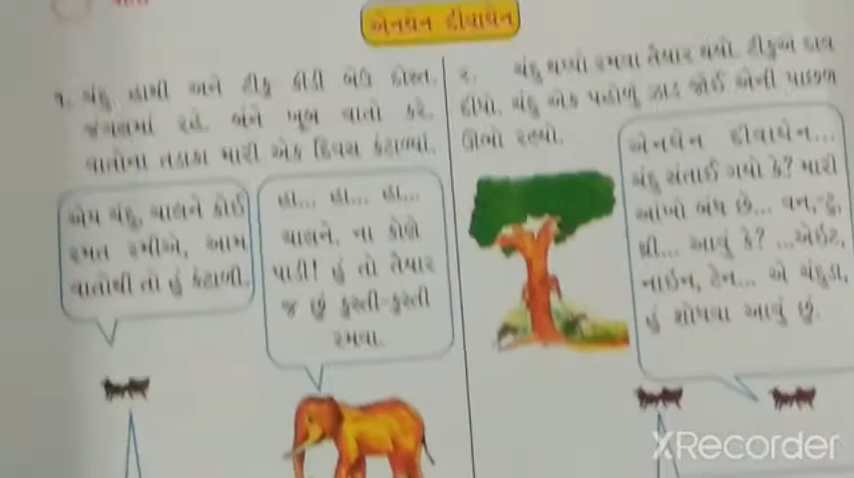 એનઘેન દીવાઘેન
૧. ચંદુ હાથી અને ટીકુ કીડી બેઉ દોસ્ત.
જંગલમાં રહે. બંને ખૂબ વાતો કરે.
વાતોના તડાકા મારી એક દિવસ કંટાળ્યાં.
એય ચંદુ, ચાલને કોઈ
રમત રમીએ, આમ
વાતોથી તો હું કંટાળી.
હા... હા... હા...
ચાલને. ના કોણે
પાડી! હું તો તૈયાર
જ છું કુસ્તી-કુસ્તી
રમવા.
૨. ચંદુ થપ્પો રમવા તૈયાર થયો. ટીકુએ દાવ
દીધો. ચંદુ એક પહોળું ઝાડ જોઈ એની પાછળ
ઊભો રહ્યો.
એનઘેન દીવાઘેન...
ચંદુ સંતાઈ ગયો કે? મારી
આંખો બંધ છે... વન, ટુ,
થ્રી... આવું કે? ...એઈટ,
નાઈન, ટેન... એ ચંદુડા,
હું શોધવા આવું છું.
XRecorder